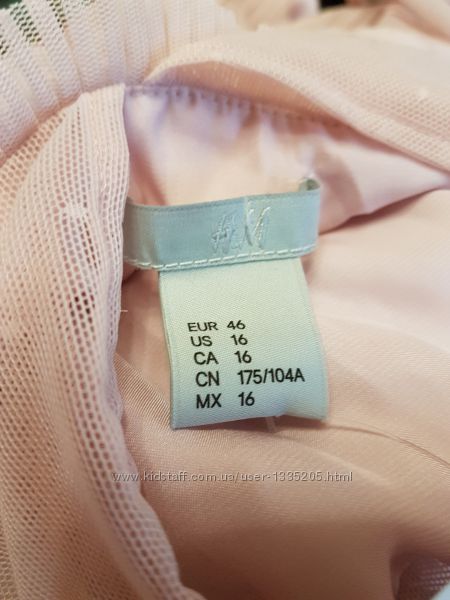 H&M
EUR 46
US 16
CA 16
CN 175/104A
MX 16
www.kidstaff.com.ua/user-1335205.html